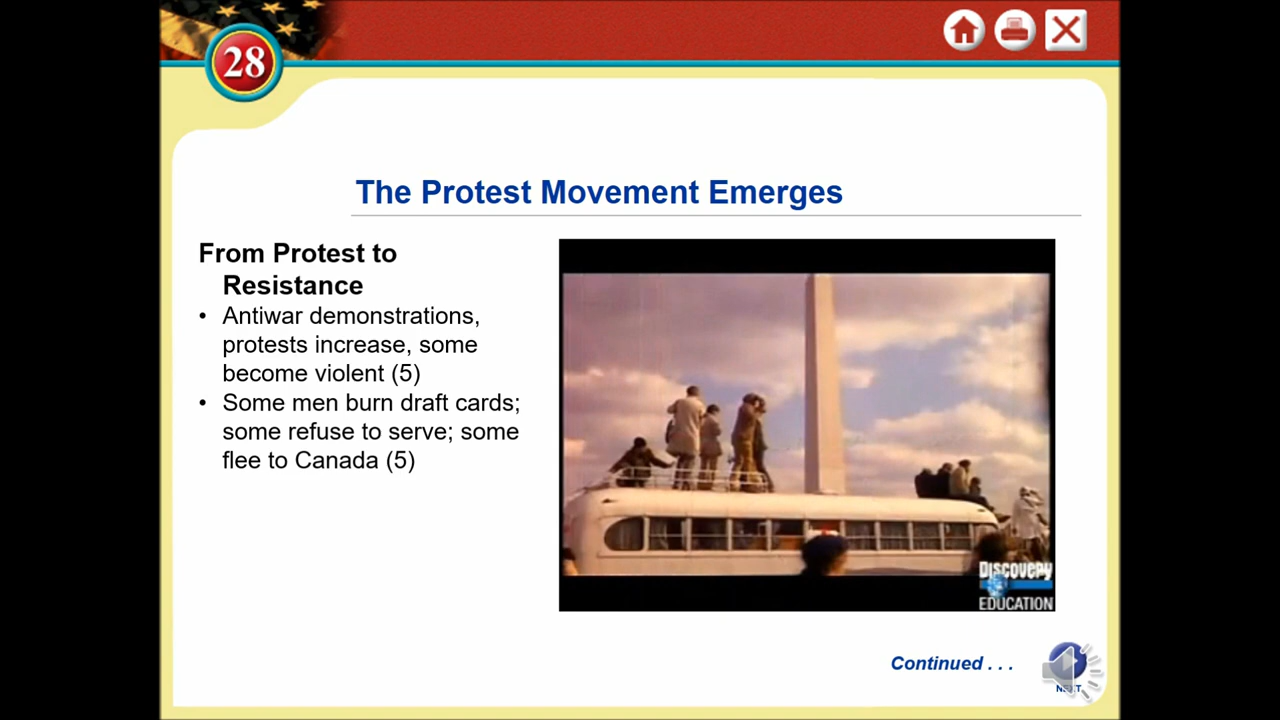 28
The Protest Movement Emerges
From Protest to
Resistance
• Antiwar demonstrations,
protests increase, some
become violent (5)
• Some men burn draft cards;
some refuse to serve; some
flee to Canada (5)
DISCOVERY
EDUCATION
Continued . . .
NEXT